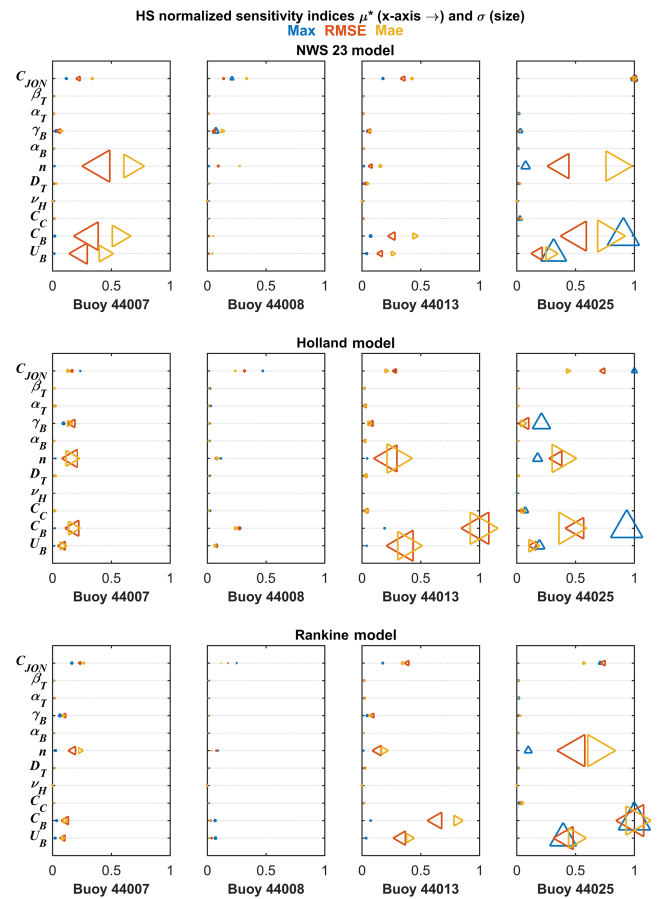 HS normalized sensitivity indices μ* (x-axis →) and σ (size)
Max RMSE Mae
NWS 23 model
C_JON
β_T
α_T
γ_B
α_B
n
D_T
ν_H
C_C
C_B
U_B
0 0.5 1 0 0.5 1 0 0.5 1 0 0.5 1
Buoy 44007 Buoy 44008 Buoy 44013 Buoy 44025
Holland model
C_JON
β_T
α_T
γ_B
α_B
n
D_T
ν_H
C_C
C_B
U_B
0 0.5 1 0 0.5 1 0 0.5 1 0 0.5 1
Buoy 44007 Buoy 44008 Buoy 44013 Buoy 44025
Rankine model
C_JON
β_T
α_T
γ_B
α_B
n
D_T
ν_H
C_C
C_B
U_B
0 0.5 1 0 0.5 1 0 0.5 1 0 0.5 1
Buoy 44007 Buoy 44008 Buoy 44013 Buoy 44025